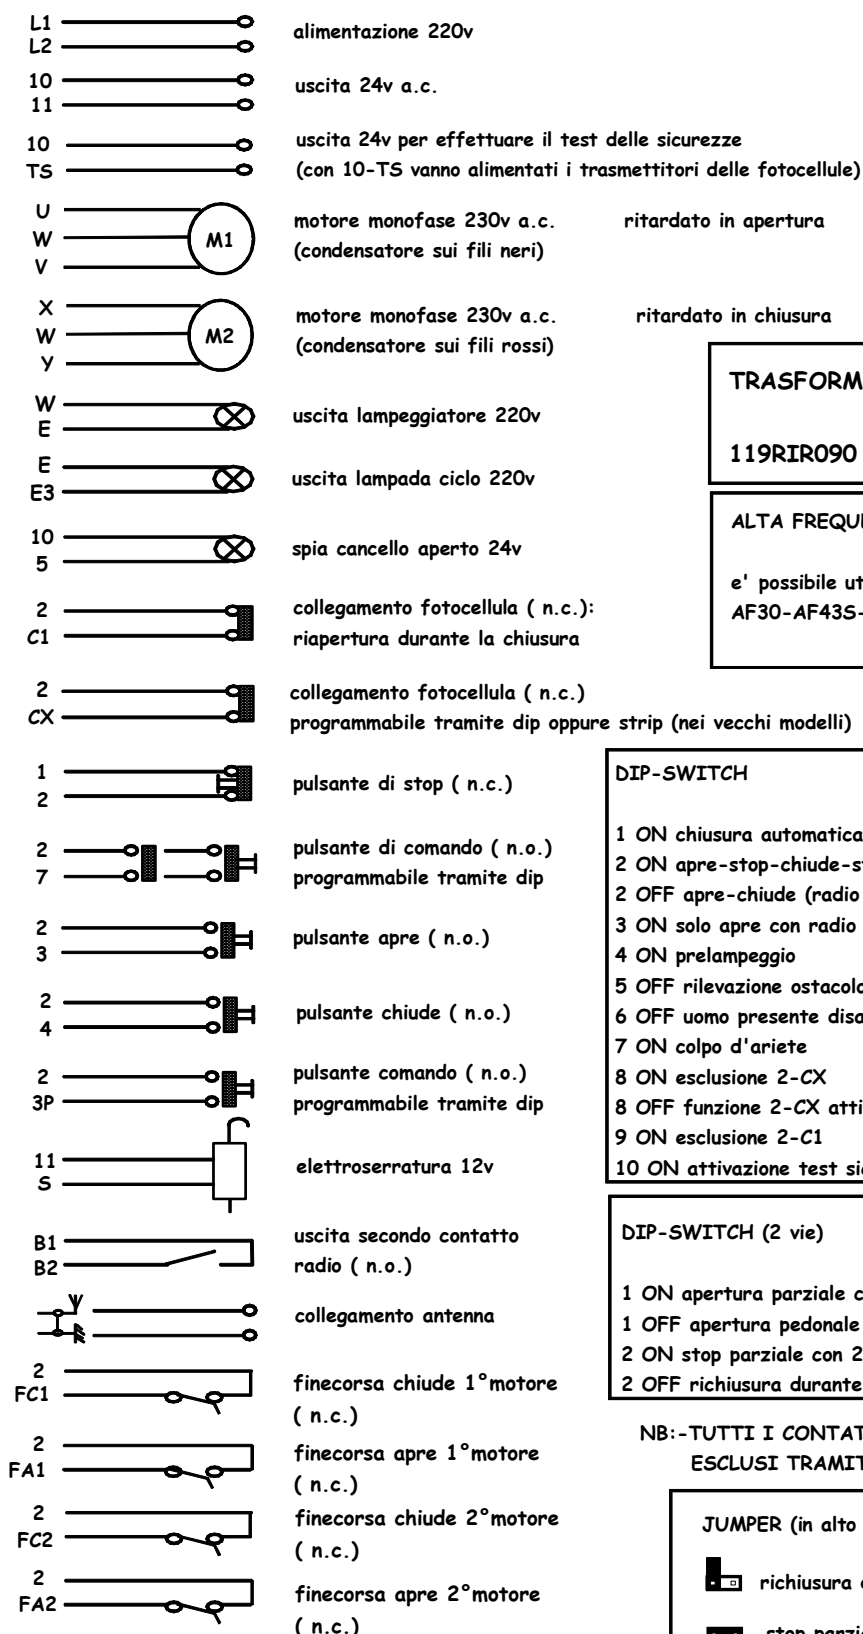 L1
L2
alimentazione 220v
10
11
uscita 24v a.c.
10
TS
uscita 24v per effettuare il test delle sicurezze
(con 10-TS vanno alimentati i trasmettitori delle fotocellule)
U
W
V
M1
motore monofase 230v a.c. ritardato in apertura
(condensatore sui fili neri)
X
W
Y
M2
motore monofase 230v a.c. ritardato in chiusura
(condensatore sui fili rossi)
W
E
uscita lampeggiatore 220v
E
E3
uscita lampada ciclo 220v
10
5
spia cancello aperto 24v
2
C1
collegamento fotocellula ( n.c.):
riapertura durante la chiusura
2
CX
collegamento fotocellula ( n.c.)
programmabile tramite dip oppure strip (nei vecchi modelli)
1
2
pulsante di stop ( n.c.)
2
7
pulsante di comando ( n.o.)
programmabile tramite dip
2
3
pulsante apre ( n.o.)
2
4
pulsante chiude ( n.o.)
2
3P
pulsante comando ( n.o.)
programmabile tramite dip
11
S
elettroserratura 12v
B1
B2
uscita secondo contatto
radio ( n.o.)
collegamento antenna
2
FC1
finecorsa chiude 1°motore
( n.c.)
2
FA1
finecorsa apre 1°motore
( n.c.)
2
FC2
finecorsa chiude 2°motore
( n.c.)
2
FA2
finecorsa apre 2°motore
( n.c.)
TRASFORM
119RIR090
ALTA FREQU
e' possibile ut
AF30-AF43S-
DIP-SWITCH
1 ON chiusura automatica
2 ON apre-stop-chiude-st
2 OFF apre-chiude (radio
3 ON solo apre con radio
4 ON prelampeggio
5 OFF rilevazione ostacolo
6 OFF uomo presente disa
7 ON colpo d'ariete
8 ON esclusione 2-CX
8 OFF funzione 2-CX atti
9 ON esclusione 2-C1
10 ON attivazione test si
DIP-SWITCH (2 vie)
1 ON apertura parziale c
1 OFF apertura pedonale
2 ON stop parziale con 2
2 OFF richiusura durante
NB:-TUTTI I CONTAT
ESCLUSI TRAMIT
JUMPER (in alto
richiusura
stop parzi